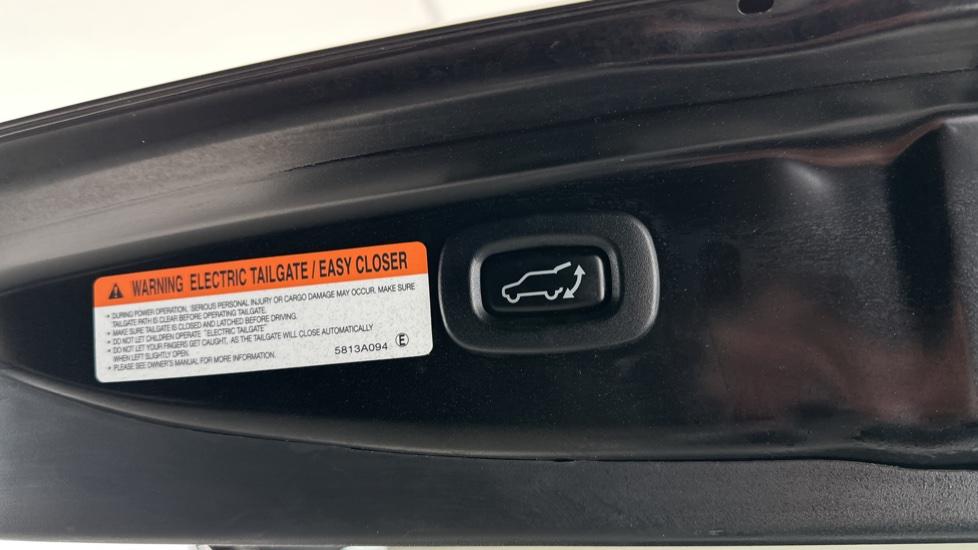 WARNING ELECTRIC TAILGATE / EASY CLOSER
• DURING POWER OPERATION, SERIOUS PERSONAL INJURY OR CARGO DAMAGE MAY OCCUR. MAKE SURE
TAILGATE PATH IS CLEAR BEFORE OPERATING TAILGATE.
• MAKE SURE TAILGATE IS CLOSED AND LATCHED BEFORE DRIVING.
• DO NOT LET CHILDREN OPERATE "ELECTRIC TAILGATE"
• DO NOT LET YOUR FINGERS GET CAUGHT, AS THE TAILGATE WILL CLOSE AUTOMATICALLY
WHEN LEFT SLIGHTLY OPEN.
• PLEASE SEE OWNER'S MANUAL FOR MORE INFORMATION.
5813A094 E